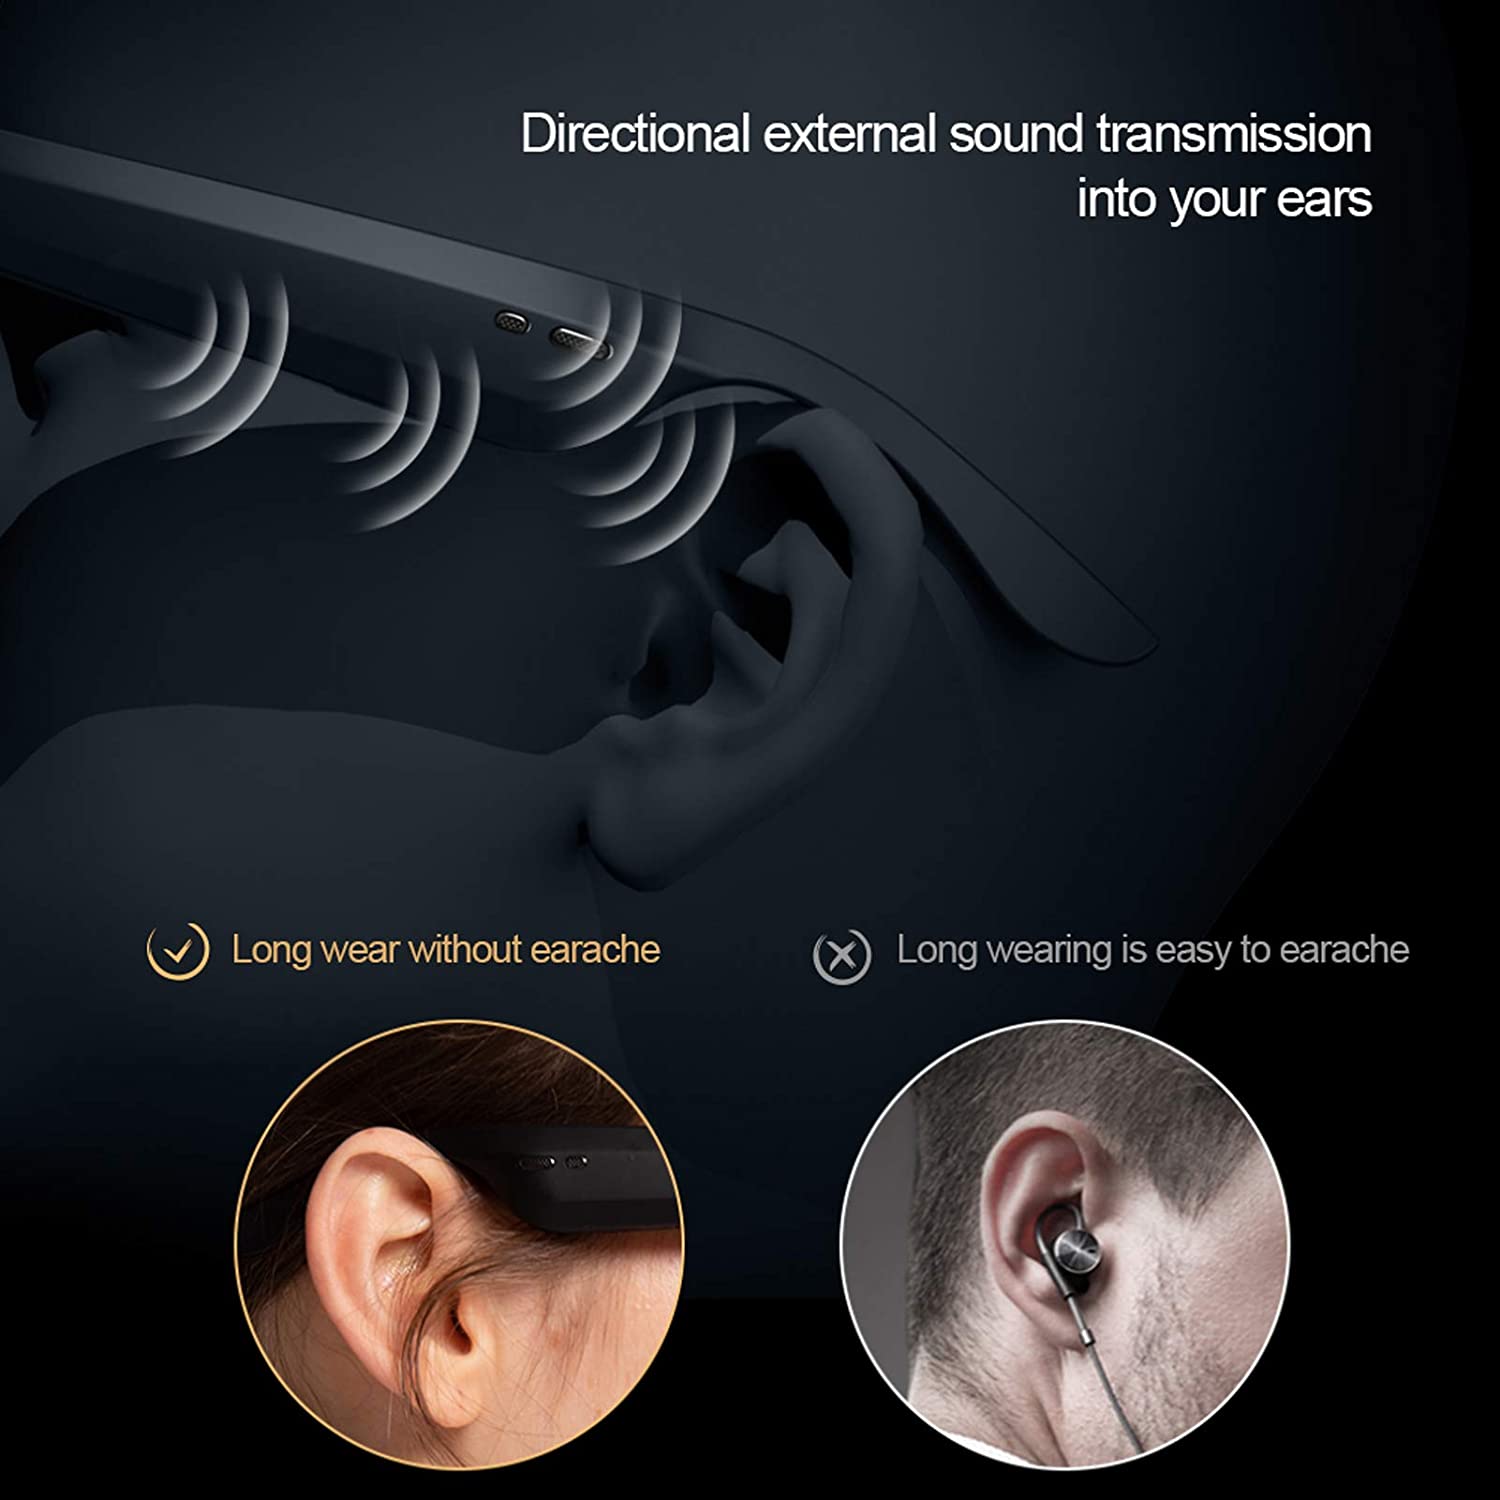 Directional external sound transmission
into your ears
Long wear without earache
Long wearing is easy to earache